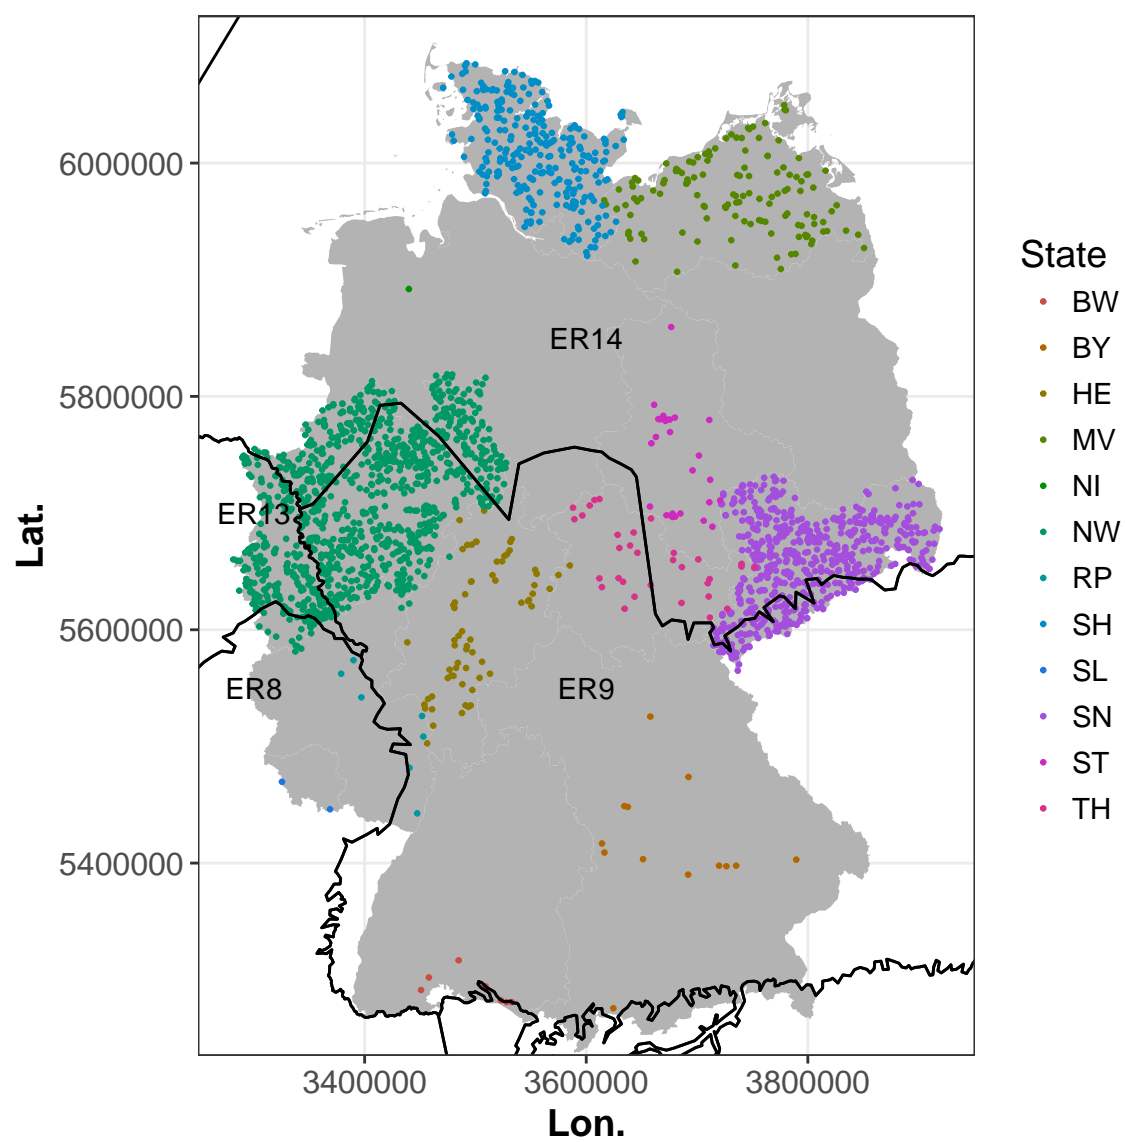 6000000
5800000
5600000
5400000
3400000
3600000
3800000
Lat.
Lon.
ER14
ER13
ER8
ER9
State
BW
BY
HE
MV
NI
NW
RP
SH
SL
SN
ST
TH